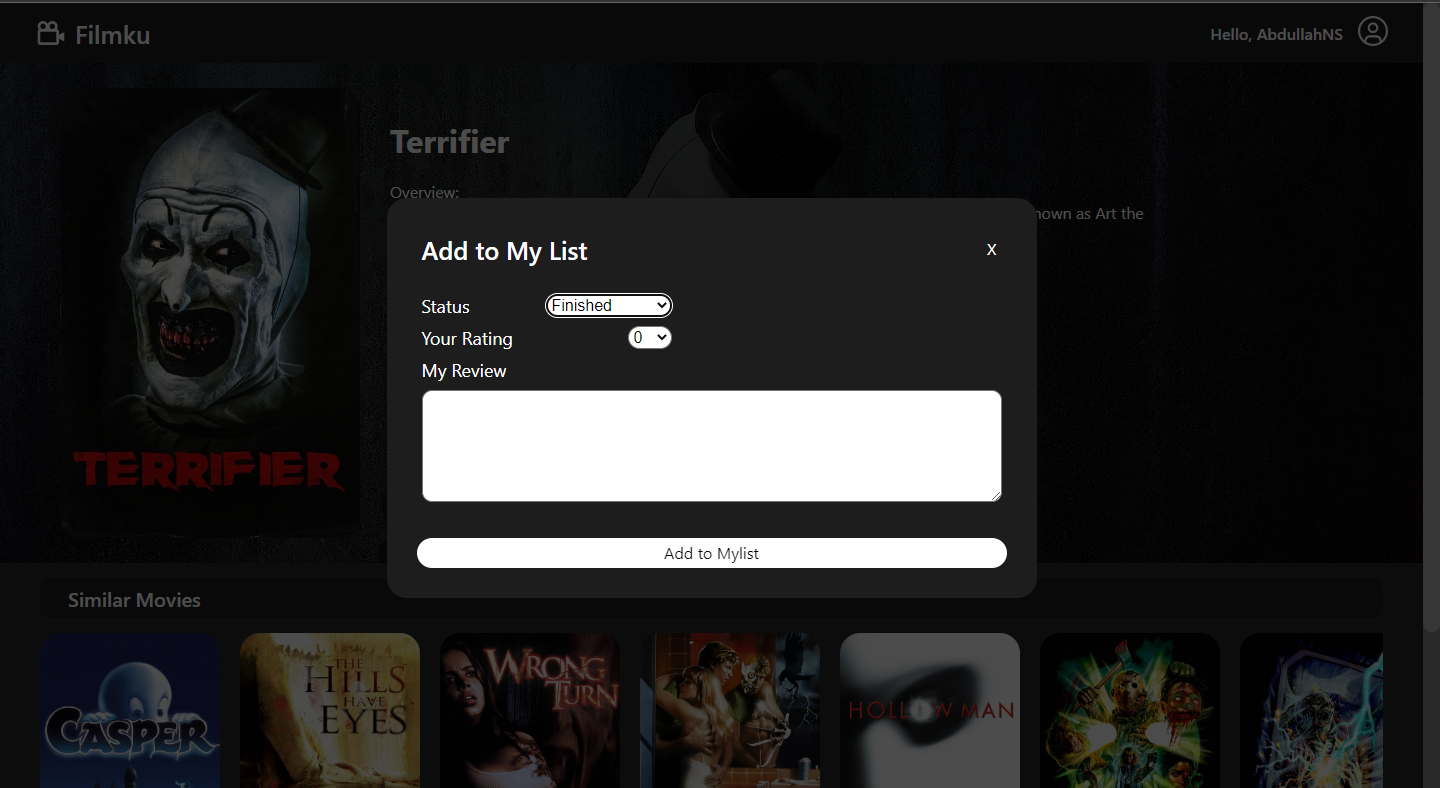 Filmku
Hello, AbdullahNS
Terrifier
Overview:
nown as Art the
Add to My List
X
Status
Finished
Your Rating
0
My Review
Add to Mylist
TERRIFIER
Similar Movies
CASPER
THE
HILLS
HAVE
EYES
WRONG
TURN
HOLLOW MAN